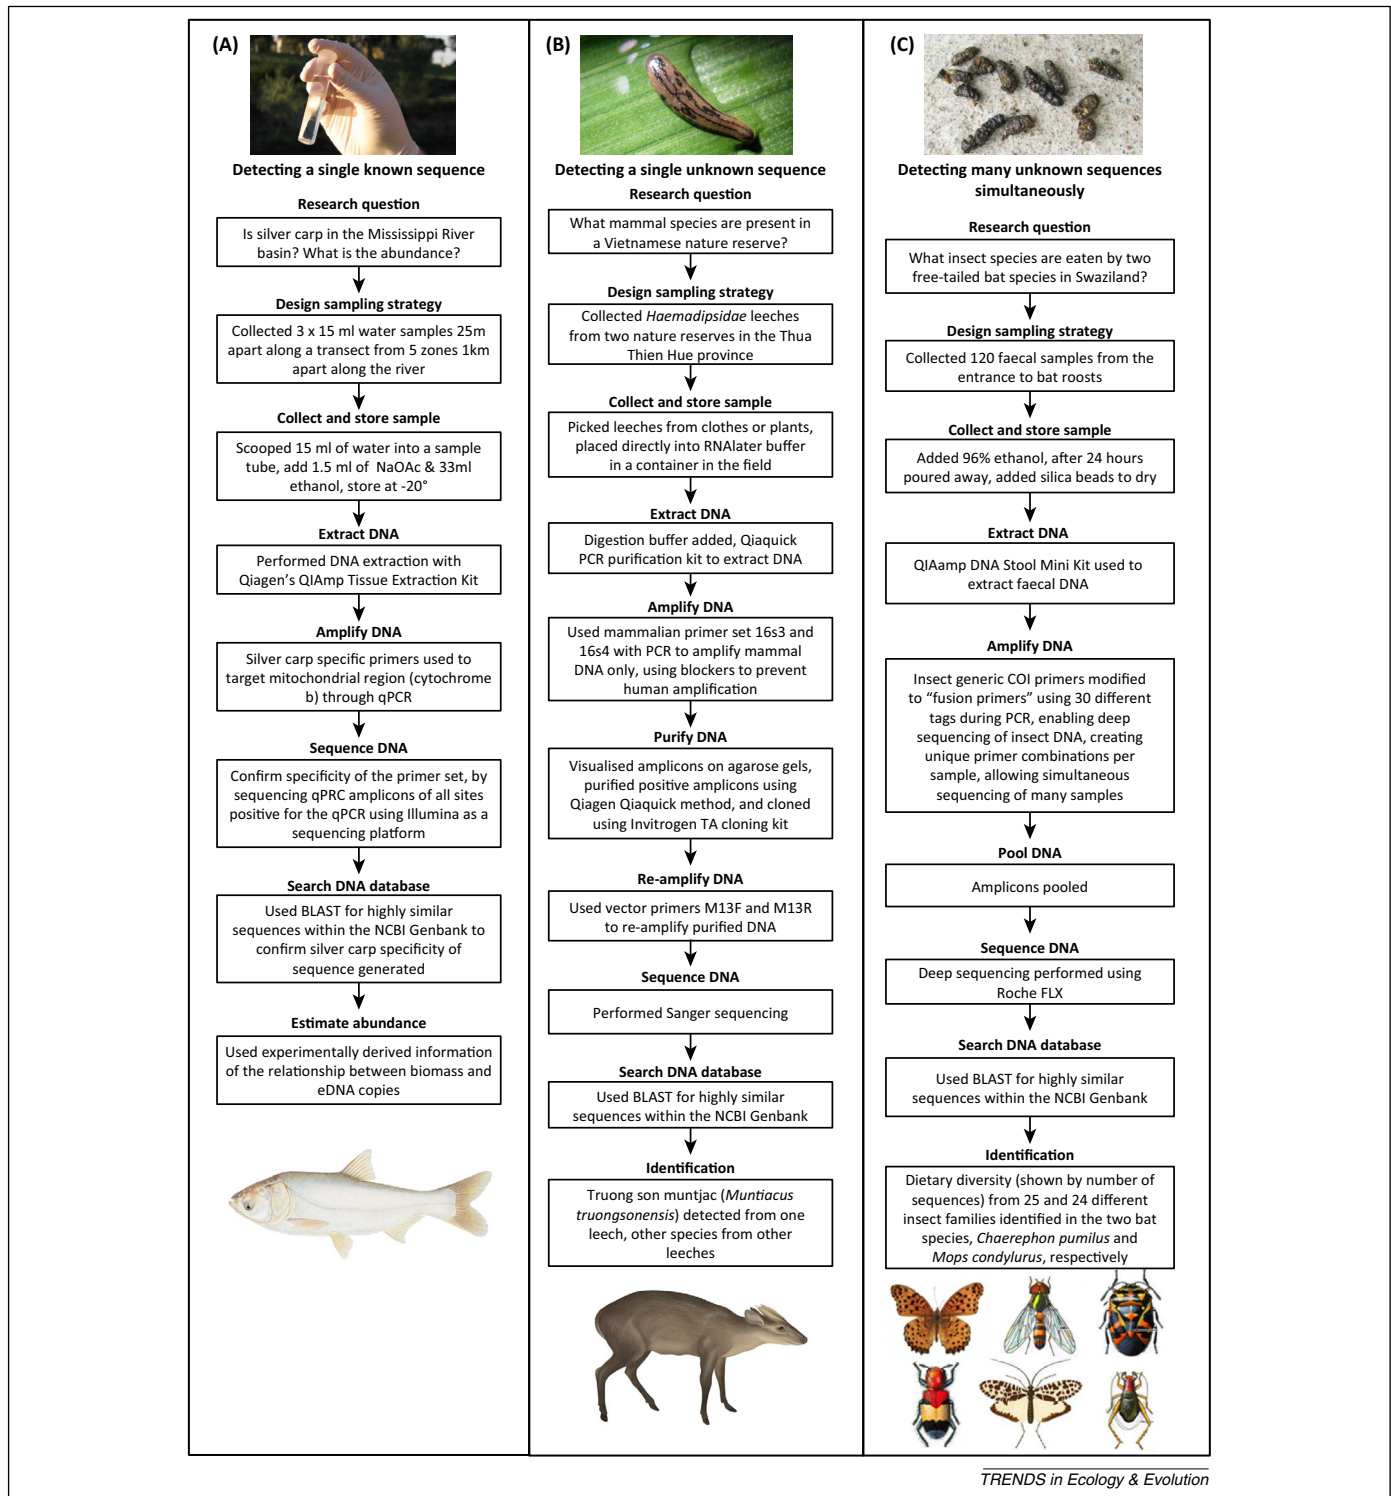 (A)
Detecting a single known sequence
Research question
Is silver carp in the Mississippi River
basin? What is the abundance?
Design sampling strategy
Collected 3 x 15 ml water samples 25m
apart along a transect from 5 zones 1km
apart along the river
Collect and store sample
Scooped 15 ml of water into a sample
tube, add 1.5 ml of NaOAc & 33ml
ethanol, store at -20°
Extract DNA
Performed DNA extraction with
Qiagen's QIAmp Tissue Extraction Kit
Amplify DNA
Silver carp specific primers used to
target mitochondrial region (cytochrome
b) through qPCR
Sequence DNA
Confirm specificity of the primer set, by
sequencing qPRC amplicons of all sites
positive for the qPCR using Illumina as a
sequencing platform
Search DNA database
Used BLAST for highly similar
sequences within the NCBI Genbank to
confirm silver carp specificity of
sequence generated
Estimate abundance
Used experimentally derived information
of the relationship between biomass and
eDNA copies
(B)
Detecting a single unknown sequence
Research question
What mammal species are present in
a Vietnamese nature reserve?
Design sampling strategy
Collected Haemadipsidae leeches
from two nature reserves in the Thua
Thien Hue province
Collect and store sample
Picked leeches from clothes or plants,
placed directly into RNAlater buffer
in a container in the field
Extract DNA
Digestion buffer added, Qiaquick
PCR purification kit to extract DNA
Amplify DNA
Used mammalian primer set 16s3 and
16s4 with PCR to amplify mammal
DNA only, using blockers to prevent
human amplification
Purify DNA
Visualised amplicons on agarose gels,
purified positive amplicons using
Qiagen Qiaquick method, and cloned
using Invitrogen TA cloning kit
Re-amplify DNA
Used vector primers M13F and M13R
to re-amplify purified DNA
Sequence DNA
Performed Sanger sequencing
Search DNA database
Used BLAST for highly similar
sequences within the NCBI Genbank
Identification
Truong son muntjac (Muntiacus
truongsonensis) detected from one
leech, other species from other
leeches
(C)
Detecting many unknown sequences
simultaneously
Research question
What insect species are eaten by two
free-tailed bat species in Swaziland?
Design sampling strategy
Collected 120 faecal samples from the
entrance to bat roosts
Collect and store sample
Added 96% ethanol, after 24 hours
poured away, added silica beads to dry
Extract DNA
QIAamp DNA Stool Mini Kit used to
extract faecal DNA
Amplify DNA
Insect generic COI primers modified
to “fusion primers” using 30 different
tags during PCR, enabling deep
sequencing of insect DNA, creating
unique primer combinations per
sample, allowing simultaneous
sequencing of many samples
Pool DNA
Amplicons pooled
Sequence DNA
Deep sequencing performed using
Roche FLX
Search DNA database
Used BLAST for highly similar
sequences within the NCBI Genbank
Identification
Dietary diversity (shown by number of
sequences) from 25 and 24 different
insect families identified in the two bat
species, Chaerephon pumilus and
Mops condylurus, respectively
TRENDS in Ecology & Evolution